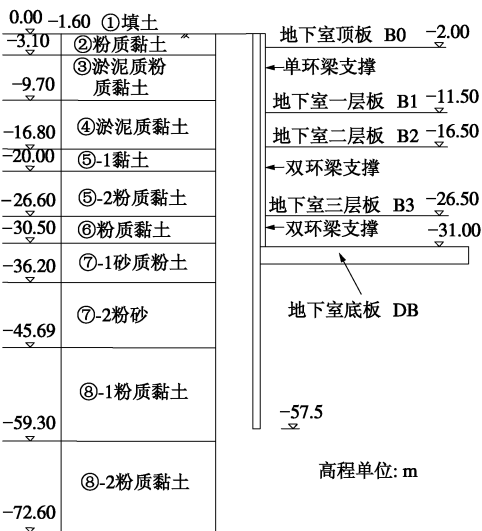 0.00 −1.60 ①填土
−3.10 ②粉质黏土
③淤泥质粉
质黏土
−9.70
④淤泥质黏土
−16.80
⑤-1黏土
−20.00
⑤-2粉质黏土
−26.60
⑥粉质黏土
−30.50
⑦-1砂质粉土
−36.20
⑦-2粉砂
−45.69
⑧-1粉质黏土
−59.30
⑧-2粉质黏土
−72.60
地下室顶板 B0 −2.00
单环梁支撑
地下室一层板 B1 −11.50
地下室二层板 B2 −16.50
双环梁支撑
地下室三层板 B3 −26.50
双环梁支撑 −31.00
地下室底板 DB
−57.5
高程单位: m